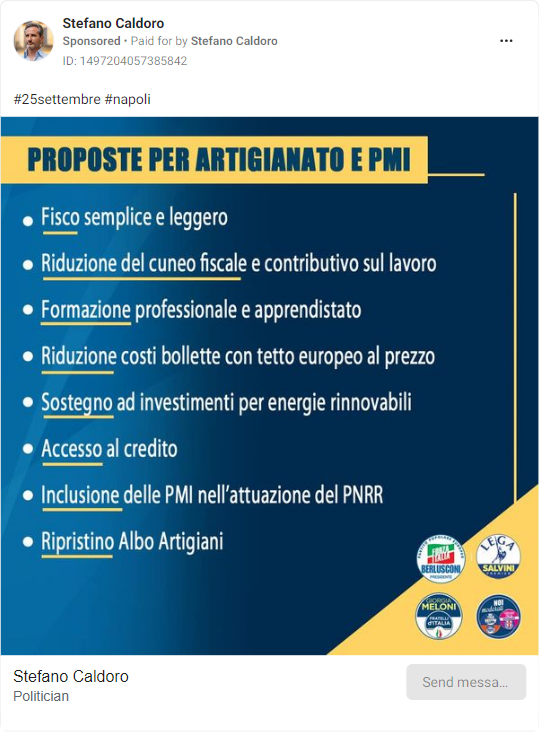 Stefano Caldoro
Sponsored • Paid for by Stefano Caldoro
ID: 1497204057385842
#25settembre #napoli
PROPOSTE PER ARTIGIANATO E PMI
• Fisco semplice e leggero
• Riduzione del cuneo fiscale e contributivo sul lavoro
• Formazione professionale e apprendistato
• Riduzione costi bollette con tetto europeo al prezzo
• Sostegno ad investimenti per energie rinnovabili
• Accesso al credito
• Inclusione delle PMI nell'attuazione del PNRR
• Ripristino Albo Artigiani
FORZA
ITALIA
BERLUSCONI
PRESIDENTE
LEGA
SALVINI
PREMIER
GIORGIA
MELONI
FRATELLI
d'ITALIA
NOI
moderati
Stefano Caldoro
Politician
Send messa...